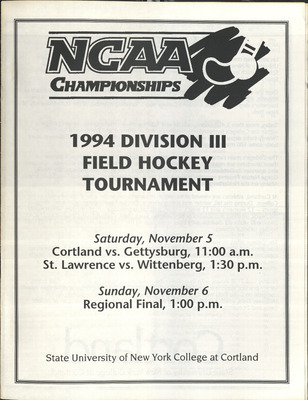 NCAA
CHAMPIONSHIPS
1994 DIVISION III
FIELD HOCKEY
TOURNAMENT
Saturday, November 5
Cortland vs. Gettysburg, 11:00 a.m.
St. Lawrence vs. Wittenberg, 1:30 p.m.
Sunday, November 6
Regional Final, 1:00 p.m.
State University of New York College at Cortland